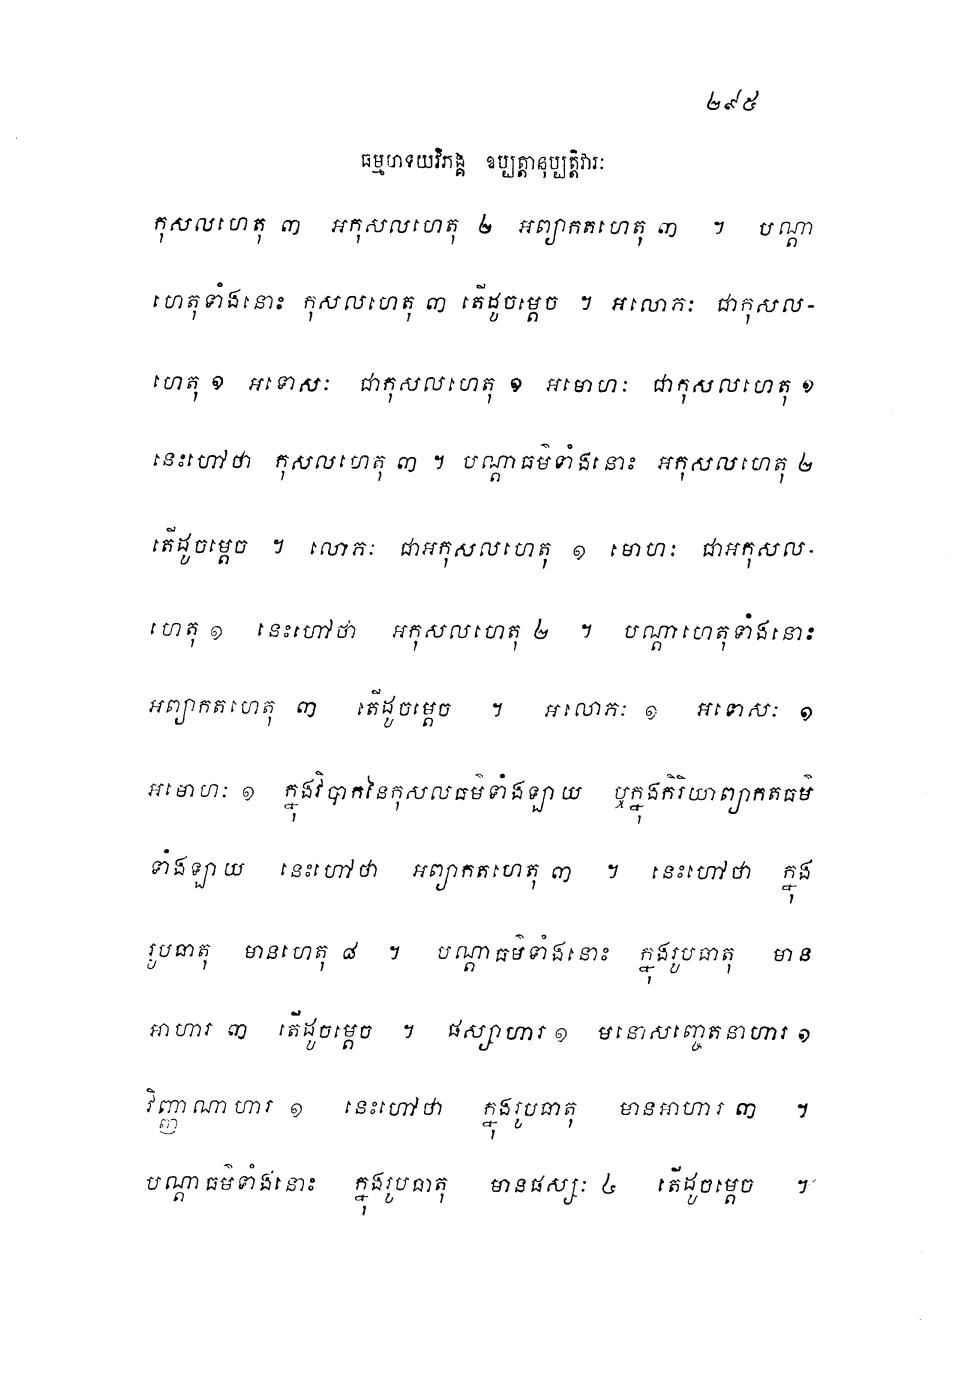 ២៩៥
ធម្មហទយវិភង្គ ឧប្បត្តានុប្បត្តិវារៈ
កុសលហេតុ ៣ អកុសលហេតុ ២ អព្យាកតហេតុ ៣ ។ បណ្តា
ហេតុទាំងនោះ កុសលហេតុ ៣ តើដូចម្តេច ។ អលោភៈ ជាកុសល-
ហេតុ ១ អទោសៈ ជាកុសលហេតុ ១ អមោហៈ ជាកុសលហេតុ ១
នេះហៅថា កុសលហេតុ ៣ ។ បណ្តាធម៌ទាំងនោះ អកុសលហេតុ ២
តើដូចម្តេច ។ លោភៈ ជាអកុសលហេតុ ១ មោហៈ ជាអកុសល-
ហេតុ ១ នេះហៅថា អកុសលហេតុ ២ ។ បណ្តាហេតុទាំងនោះ
អព្យាកតហេតុ ៣ តើដូចម្តេច ។ អលោភៈ ១ អទោសៈ ១
អមោហៈ ១ ក្នុងវិបាកនៃកុសលធម៌ទាំងឡាយ ឬក្នុងកិរិយាព្យាកតធម៌
ទាំងឡាយ នេះហៅថា អព្យាកតហេតុ ៣ ។ នេះហៅថា ក្នុង
រូបធាតុ មានហេតុ ៨ ។ បណ្តាធម៌ទាំងនោះ ក្នុងរូបធាតុ មាន
អាហារ ៣ តើដូចម្តេច ។ ផស្សាហារ ១ មនោសញ្ចេតនាហារ ១
វិញ្ញាណាហារ ១ នេះហៅថា ក្នុងរូបធាតុ មានអាហារ ៣ ។
បណ្តាធម៌ទាំងនោះ ក្នុងរូបធាតុ មានផស្សៈ ៤ តើដូចម្តេច ។